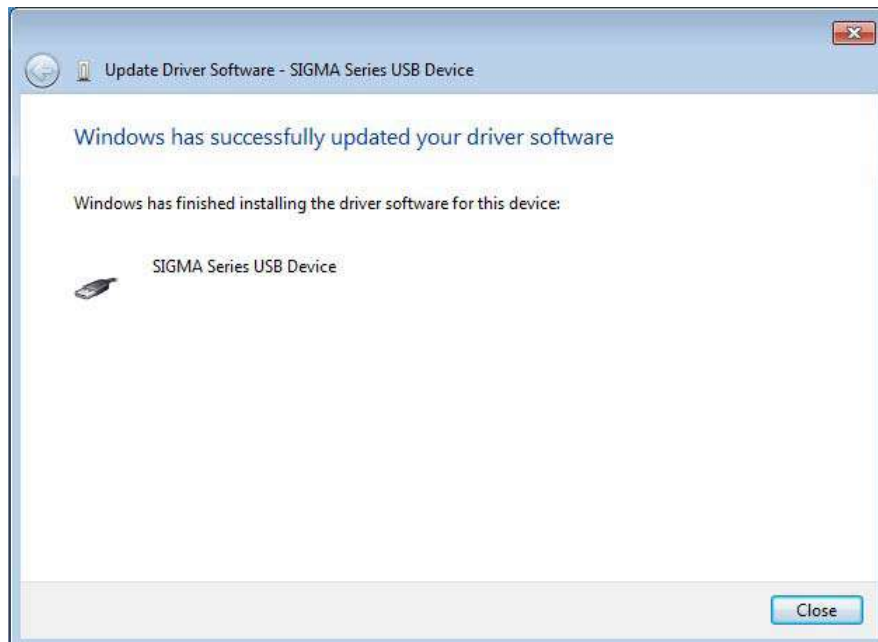 Update Driver Software - SIGMA Series USB Device
Windows has successfully updated your driver software
Windows has finished installing the driver software for this device:
SIGMA Series USB Device
Close